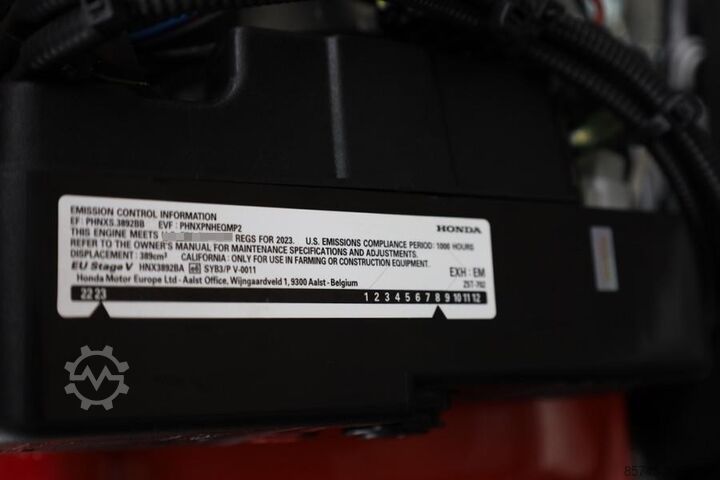 EMISSION CONTROL INFORMATION
EF: PHNXS.3892BB EVF: PHNXPNHEQMP2
THIS ENGINE MEETS REGS FOR 2023. U.S. EMISSIONS COMPLIANCE PERIOD: 1000 HOURS
REFER TO THE OWNER'S MANUAL FOR MAINTENANCE SPECIFICATIONS AND ADJUSTMENTS.
DISPLACEMENT: 389cm³ CALIFORNIA: FOR USE ONLY IN FARMING OR CONSTRUCTION EQUIPMENT.
EU Stage V HNX3892BA SYB3/P V-0011
Honda Motor Europe Ltd - Aalst Office, Wijngaardveld 1, 9300 Aalst - Belgium
HONDA
EXH : EM
Z5T-762
22 23 1 2 3 4 5 6 7 8 9 10 11 12